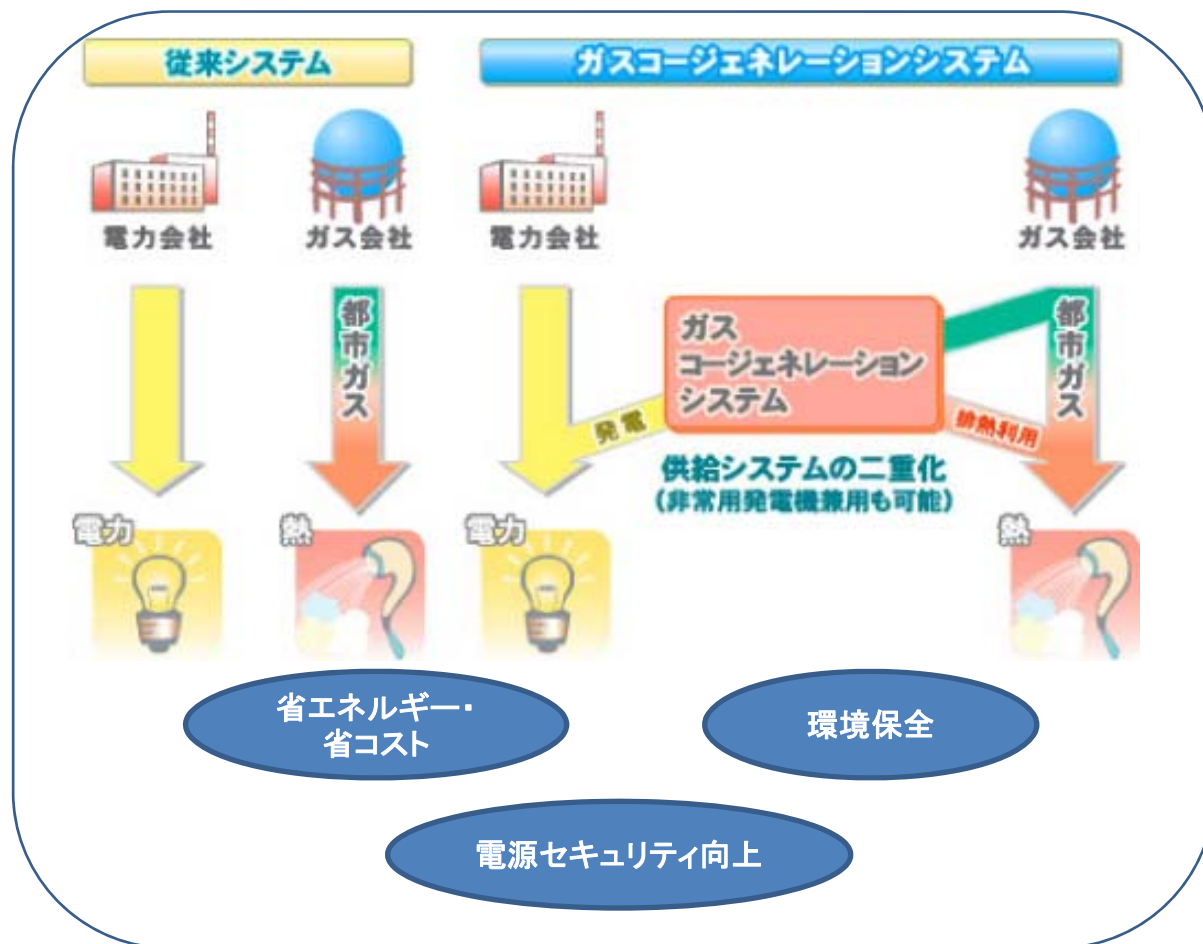 従来システム
電力会社
ガス会社
都市ガス
電力
熱
ガスコージェネレーションシステム
電力会社
ガス会社
ガス
コージェネレーション
システム
都市ガス
発電
排熱利用
供給システムの二重化
(非常用発電機兼用も可能)
電力
熱
省エネルギー・
省コスト
環境保全
電源セキュリティ向上